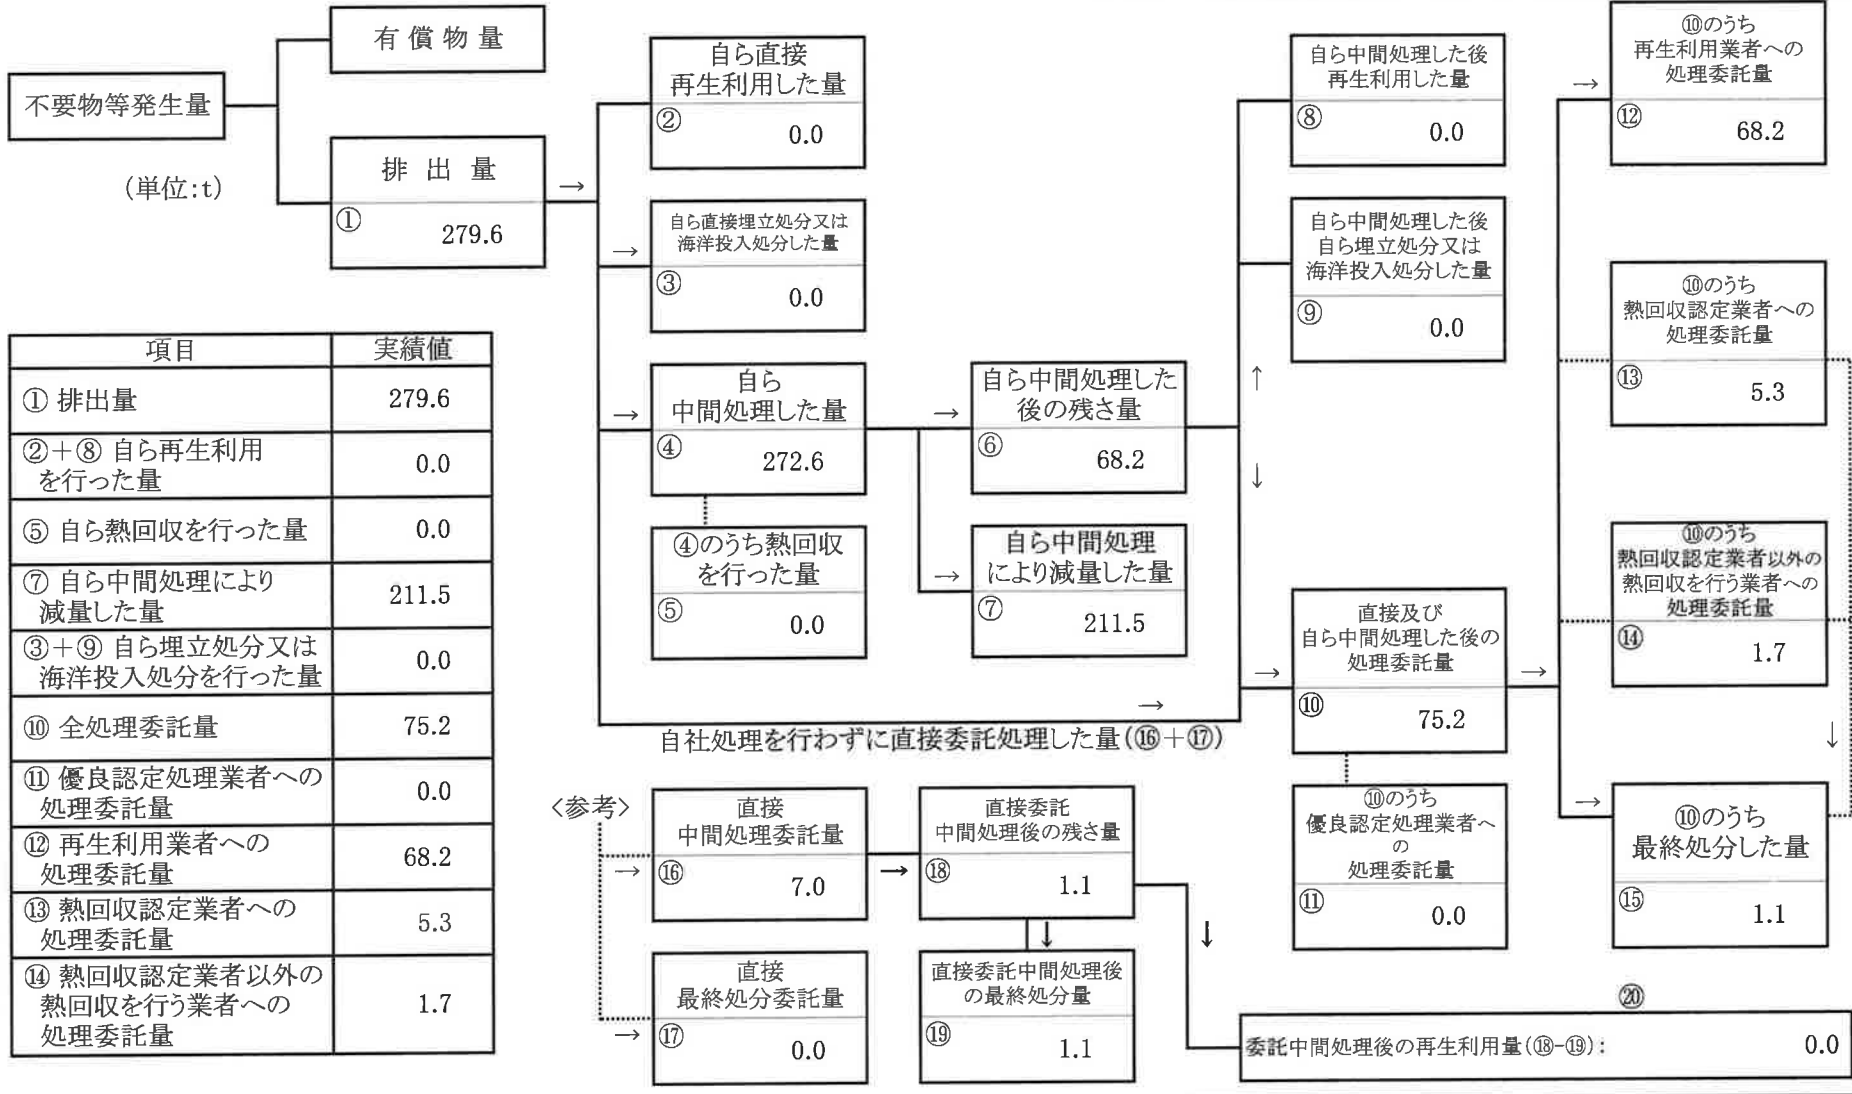 不要物等発生量
(単位:t)
有償物量
排出量
①
279.6
自ら直接
再生利用した量
②
0.0
自ら直接埋立処分又は
海洋投入処分した量
③
0.0
自ら
中間処理した量
④
272.6
④のうち熱回収
を行った量
⑤
0.0
自ら中間処理した
後の残さ量
⑥
68.2
自ら中間処理
により減量した量
⑦
211.5
自ら中間処理した後
再生利用した量
⑧
0.0
自ら中間処理した後
自ら埋立処分又は
海洋投入処分した量
⑨
0.0
直接及び
自ら中間処理した後の
処理委託量
⑩
75.2
⑩のうち
優良認定処理業者へ
の
処理委託量
⑪
0.0
⑩のうち
再生利用業者への
処理委託量
⑫
68.2
⑩のうち
熱回収認定業者への
処理委託量
⑬
5.3
⑩のうち
熱回収認定業者以外の
熱回収を行う業者への
処理委託量
⑭
1.7
⑩のうち
最終処分した量
⑮
1.1
自社処理を行わずに直接委託処理した量(⑯+⑰)
<参考>
直接
中間処理委託量
⑯
7.0
直接
最終処分委託量
⑰
0.0
直接委託
中間処理後の残さ量
⑱
1.1
直接委託中間処理後
の最終処分量
⑲
1.1
⑳
委託中間処理後の再生利用量(⑱-⑲): 0.0
項目 実績値
① 排出量 279.6
②+⑧ 自ら再生利用
を行った量 0.0
⑤ 自ら熱回収を行った量 0.0
⑦ 自ら中間処理により
減量した量 211.5
③+⑨ 自ら埋立処分又は
海洋投入処分を行った量 0.0
⑩ 全処理委託量 75.2
⑪ 優良認定処理業者への
処理委託量 0.0
⑫ 再生利用業者への
処理委託量 68.2
⑬ 熱回収認定業者への
処理委託量 5.3
⑭ 熱回収認定業者以外の
熱回収を行う業者への
処理委託量 1.7